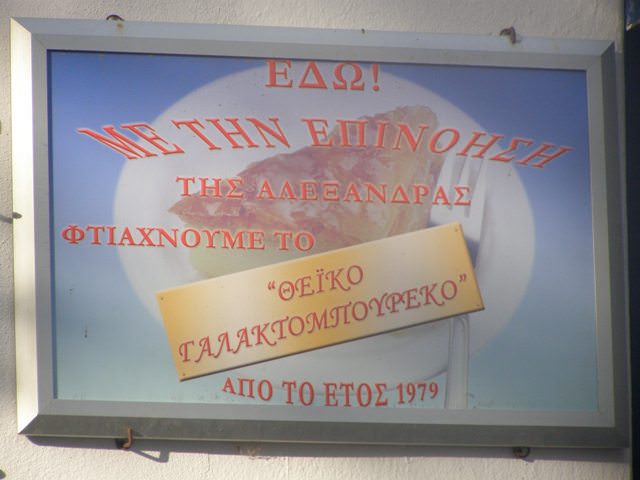 ΕΔΩ!
ΜΕ ΤΗΝ ΕΠΙΝΟΗΣΗ
ΤΗΣ ΑΛΕΞΑΝΔΡΑΣ
ΦΤΙΑΧΝΟΥΜΕ ΤΟ
“ΘΕΪΚΟ
ΓΑΛΑΚΤΟΜΠΟΥΡΕΚΟ”
ΑΠΟ ΤΟ ΕΤΟΣ 1979